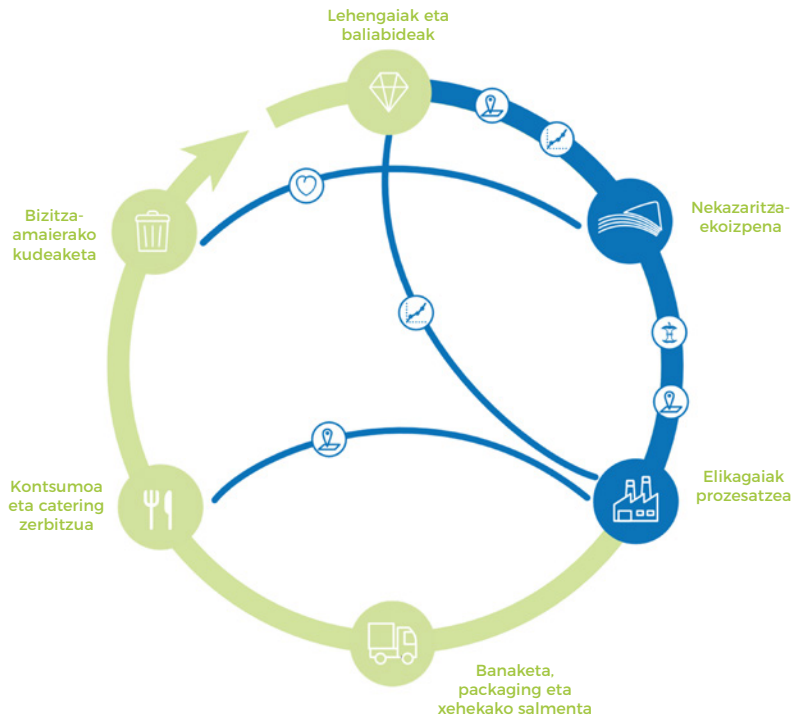 Lehengaiak eta
baliabideak
Nekazaritza-
ekoizpena
Elikagaiak
prozesatzea
Banaketa,
packaging eta
xehekako salmenta
Kontsumoa
eta catering
zerbitzua
Bizitza-
amaierako
kudeaketa